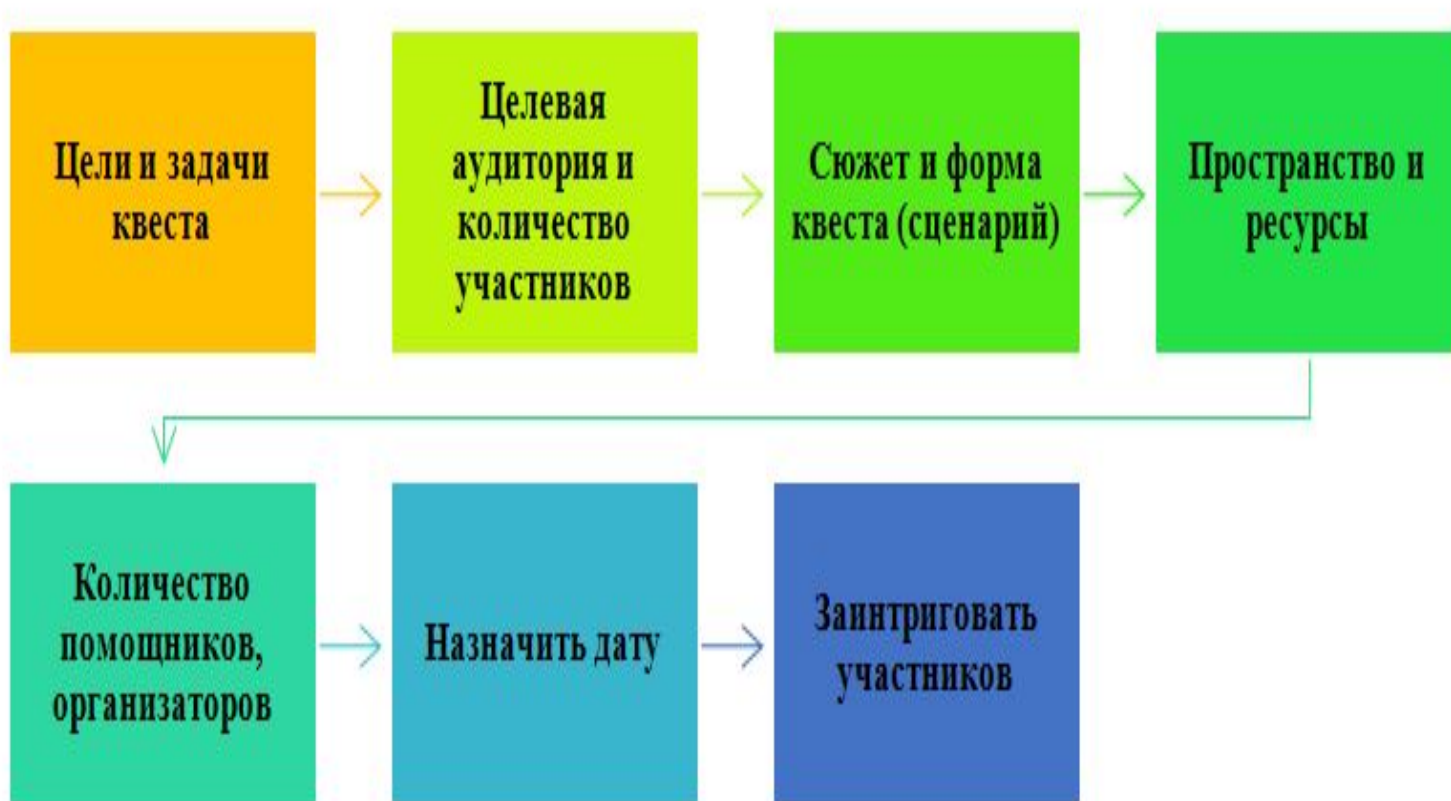 Цели и задачи
квеста
Целевая
аудитория и
количество
участников
Сюжет и форма
квеста (сценарий)
Пространство и
ресурсы
Количество
помощников,
организаторов
Назначить дату
Заинтриговать
участников